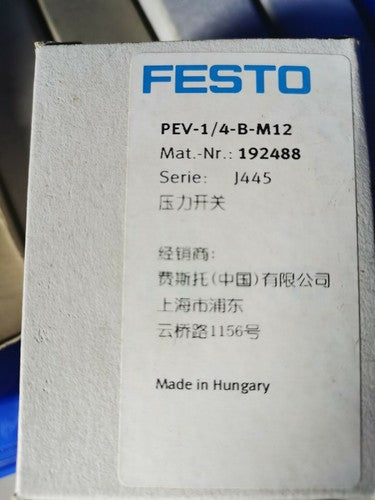 FESTO
PEV-1/4-B-M12
Mat.-Nr.: 192488
Serie: J445
压力开关
经销商:
费斯托(中国)有限公司
上海市浦东
云桥路1156号
Made in Hungary